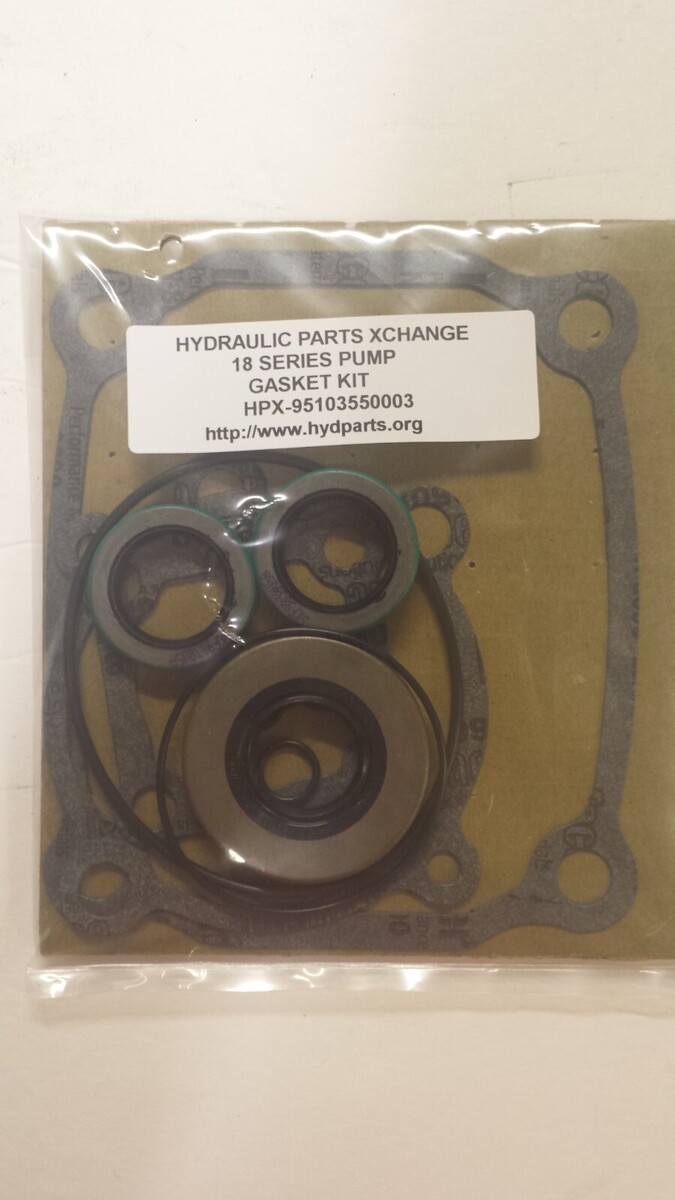 HYDRAULIC PARTS XCHANGE
18 SERIES PUMP
GASKET KIT
HPX-95103550003
http://www.hydparts.org